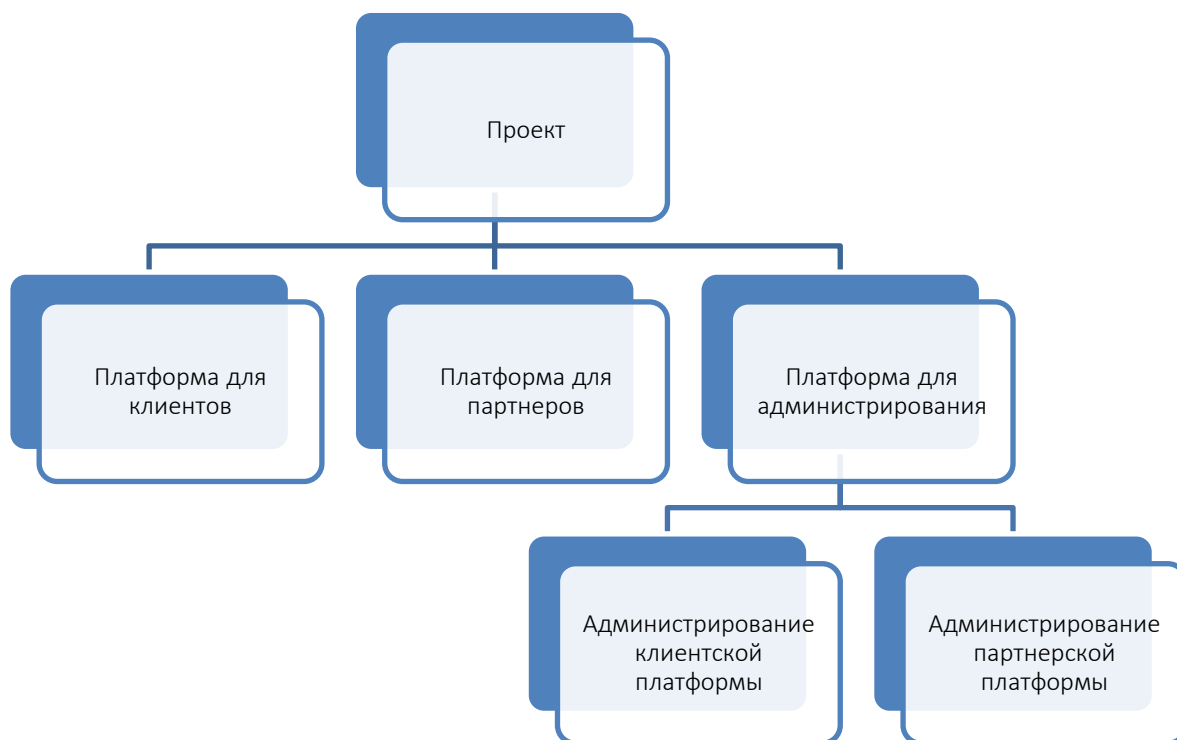 Проект
Платформа для
клиентов
Платформа для
партнеров
Платформа для
администрирования
Администрирование
клиентской
платформы
Администрирование
партнерской
платформы